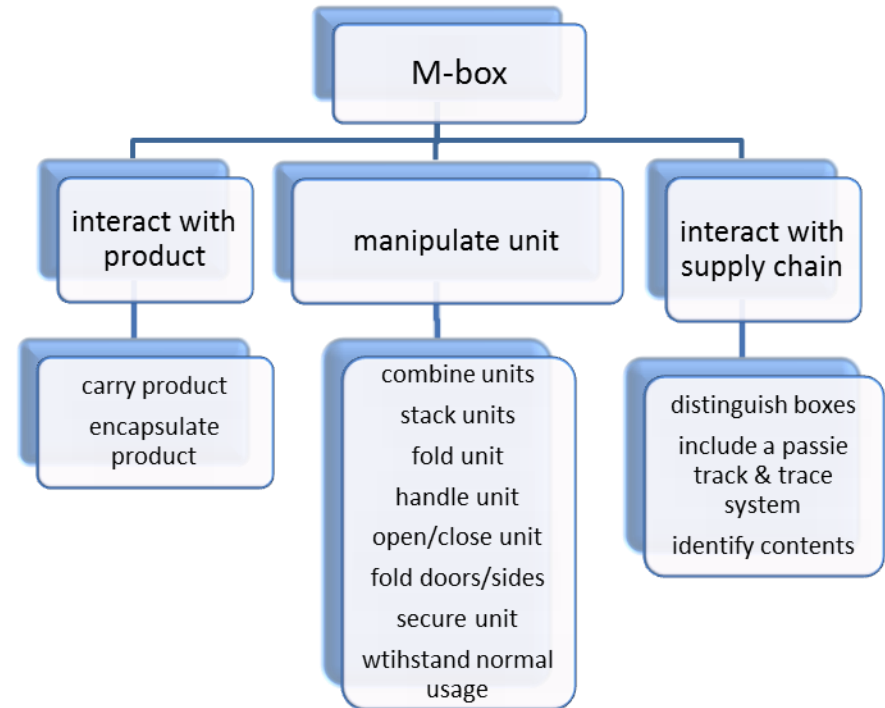 M-box
interact with
product
manipulate unit
interact with
supply chain
carry product
encapsulate
product
combine units
stack units
fold unit
handle unit
open/close unit
fold doors/sides
secure unit
wtihstand normal
usage
distinguish boxes
include a passie
track & trace
system
identify contents